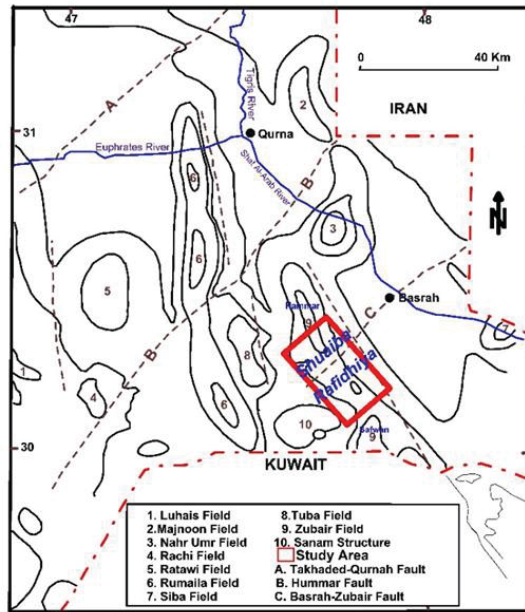 47
48
0
40 Km
A
Tigris River
2
IRAN
31
Qurna
Euphrates River
Shat Al-Arab River
6
B
N
3
6
5
C
Basrah
Hammar
9
7
B
8
Shuaiba
1
Rafidhiya
4
6
10
Safwan
9
30
KUWAIT
1. Luhais Field
2.Majnoon Field
3. Nahr Umr Field
4. Rachi Field
5. Ratawi Field
6. Rumaila Field
7. Siba Field
8.Tuba Field
9. Zubair Field
10. Sanam Structure
Study Area
A. Takhaded-Qurnah Fault
B. Hummar Fault
C. Basrah-Zubair Fault